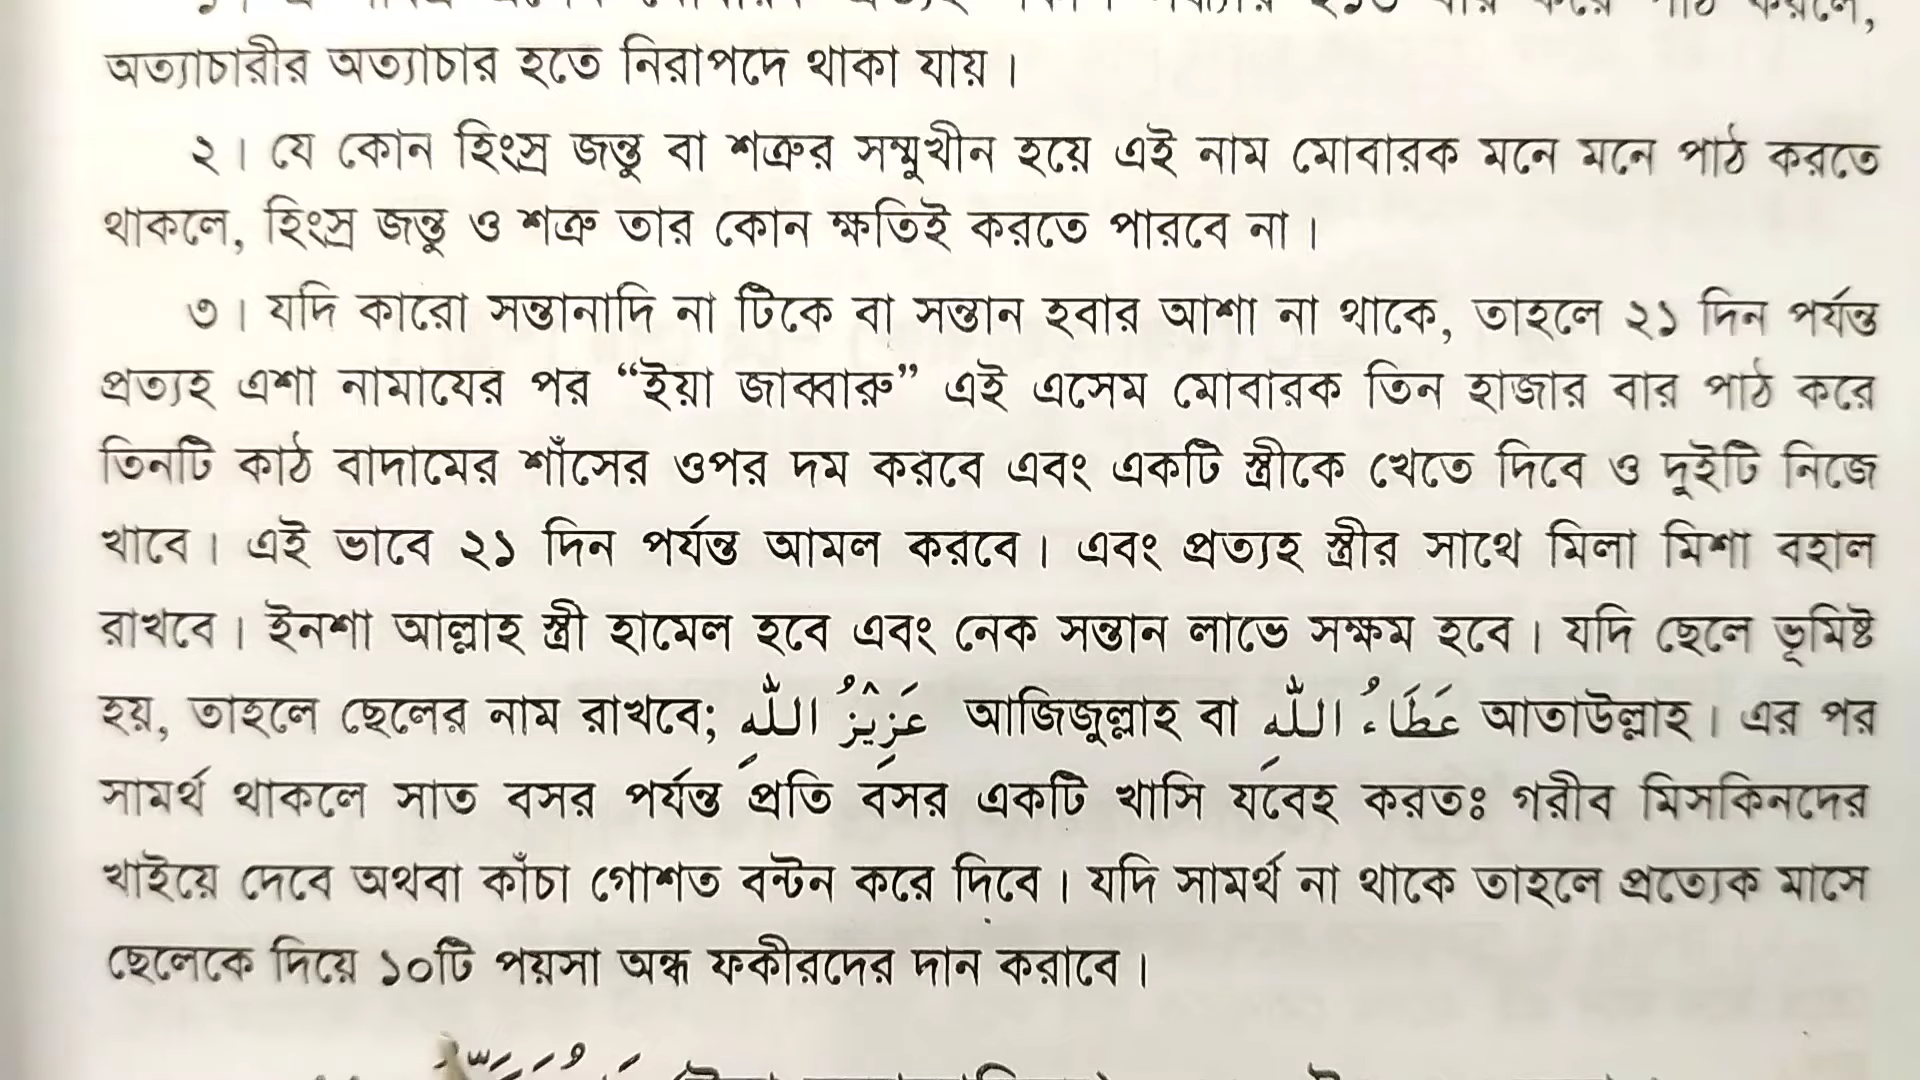 করলে,
অত্যাচারীর অত্যাচার হতে নিরাপদে থাকা যায়।
২। যে কোন হিংস্র জন্তু বা শত্রুর সম্মুখীন হয়ে এই নাম মোবারক মনে মনে পাঠ করতে
থাকলে, হিংস্র জন্তু ও শত্রু তার কোন ক্ষতিই করতে পারবে না।
৩। যদি কারো সন্তানাদি না টিকে বা সন্তান হবার আশা না থাকে, তাহলে ২১ দিন পর্যন্ত
প্রত্যহ এশা নামাযের পর “ইয়া জাব্বারু” এই এসেম মোবারক তিন হাজার বার পাঠ করে
তিনটি কাঠ বাদামের শাঁসের ওপর দম করবে এবং একটি স্ত্রীকে খেতে দিবে ও দুইটি নিজে
খাবে। এই ভাবে ২১ দিন পর্যন্ত আমল করবে। এবং প্রত্যহ স্ত্রীর সাথে মিলা মিশা বহাল
রাখবে। ইনশা আল্লাহ স্ত্রী হামেল হবে এবং নেক সন্তান লাভে সক্ষম হবে। যদি ছেলে ভূমিষ্ট
হয়, তাহলে ছেলের নাম রাখবে; عَزِيْزُ اللّٰهِ আজিজুল্লাহ বা عَطَاءُ اللّٰهِ আতাউল্লাহ। এর পর
সামর্থ থাকলে সাত বসর পর্যন্ত প্রতি বসর একটি খাসি যবেহ করতঃ গরীব মিসকিনদের
খাইয়ে দেবে অথবা কাঁচা গোশত বন্টন করে দিবে। যদি সামর্থ না থাকে তাহলে প্রত্যেক মাসে
ছেলেকে দিয়ে ১০টি পয়সা অন্ধ ফকীরদের দান করাবে।